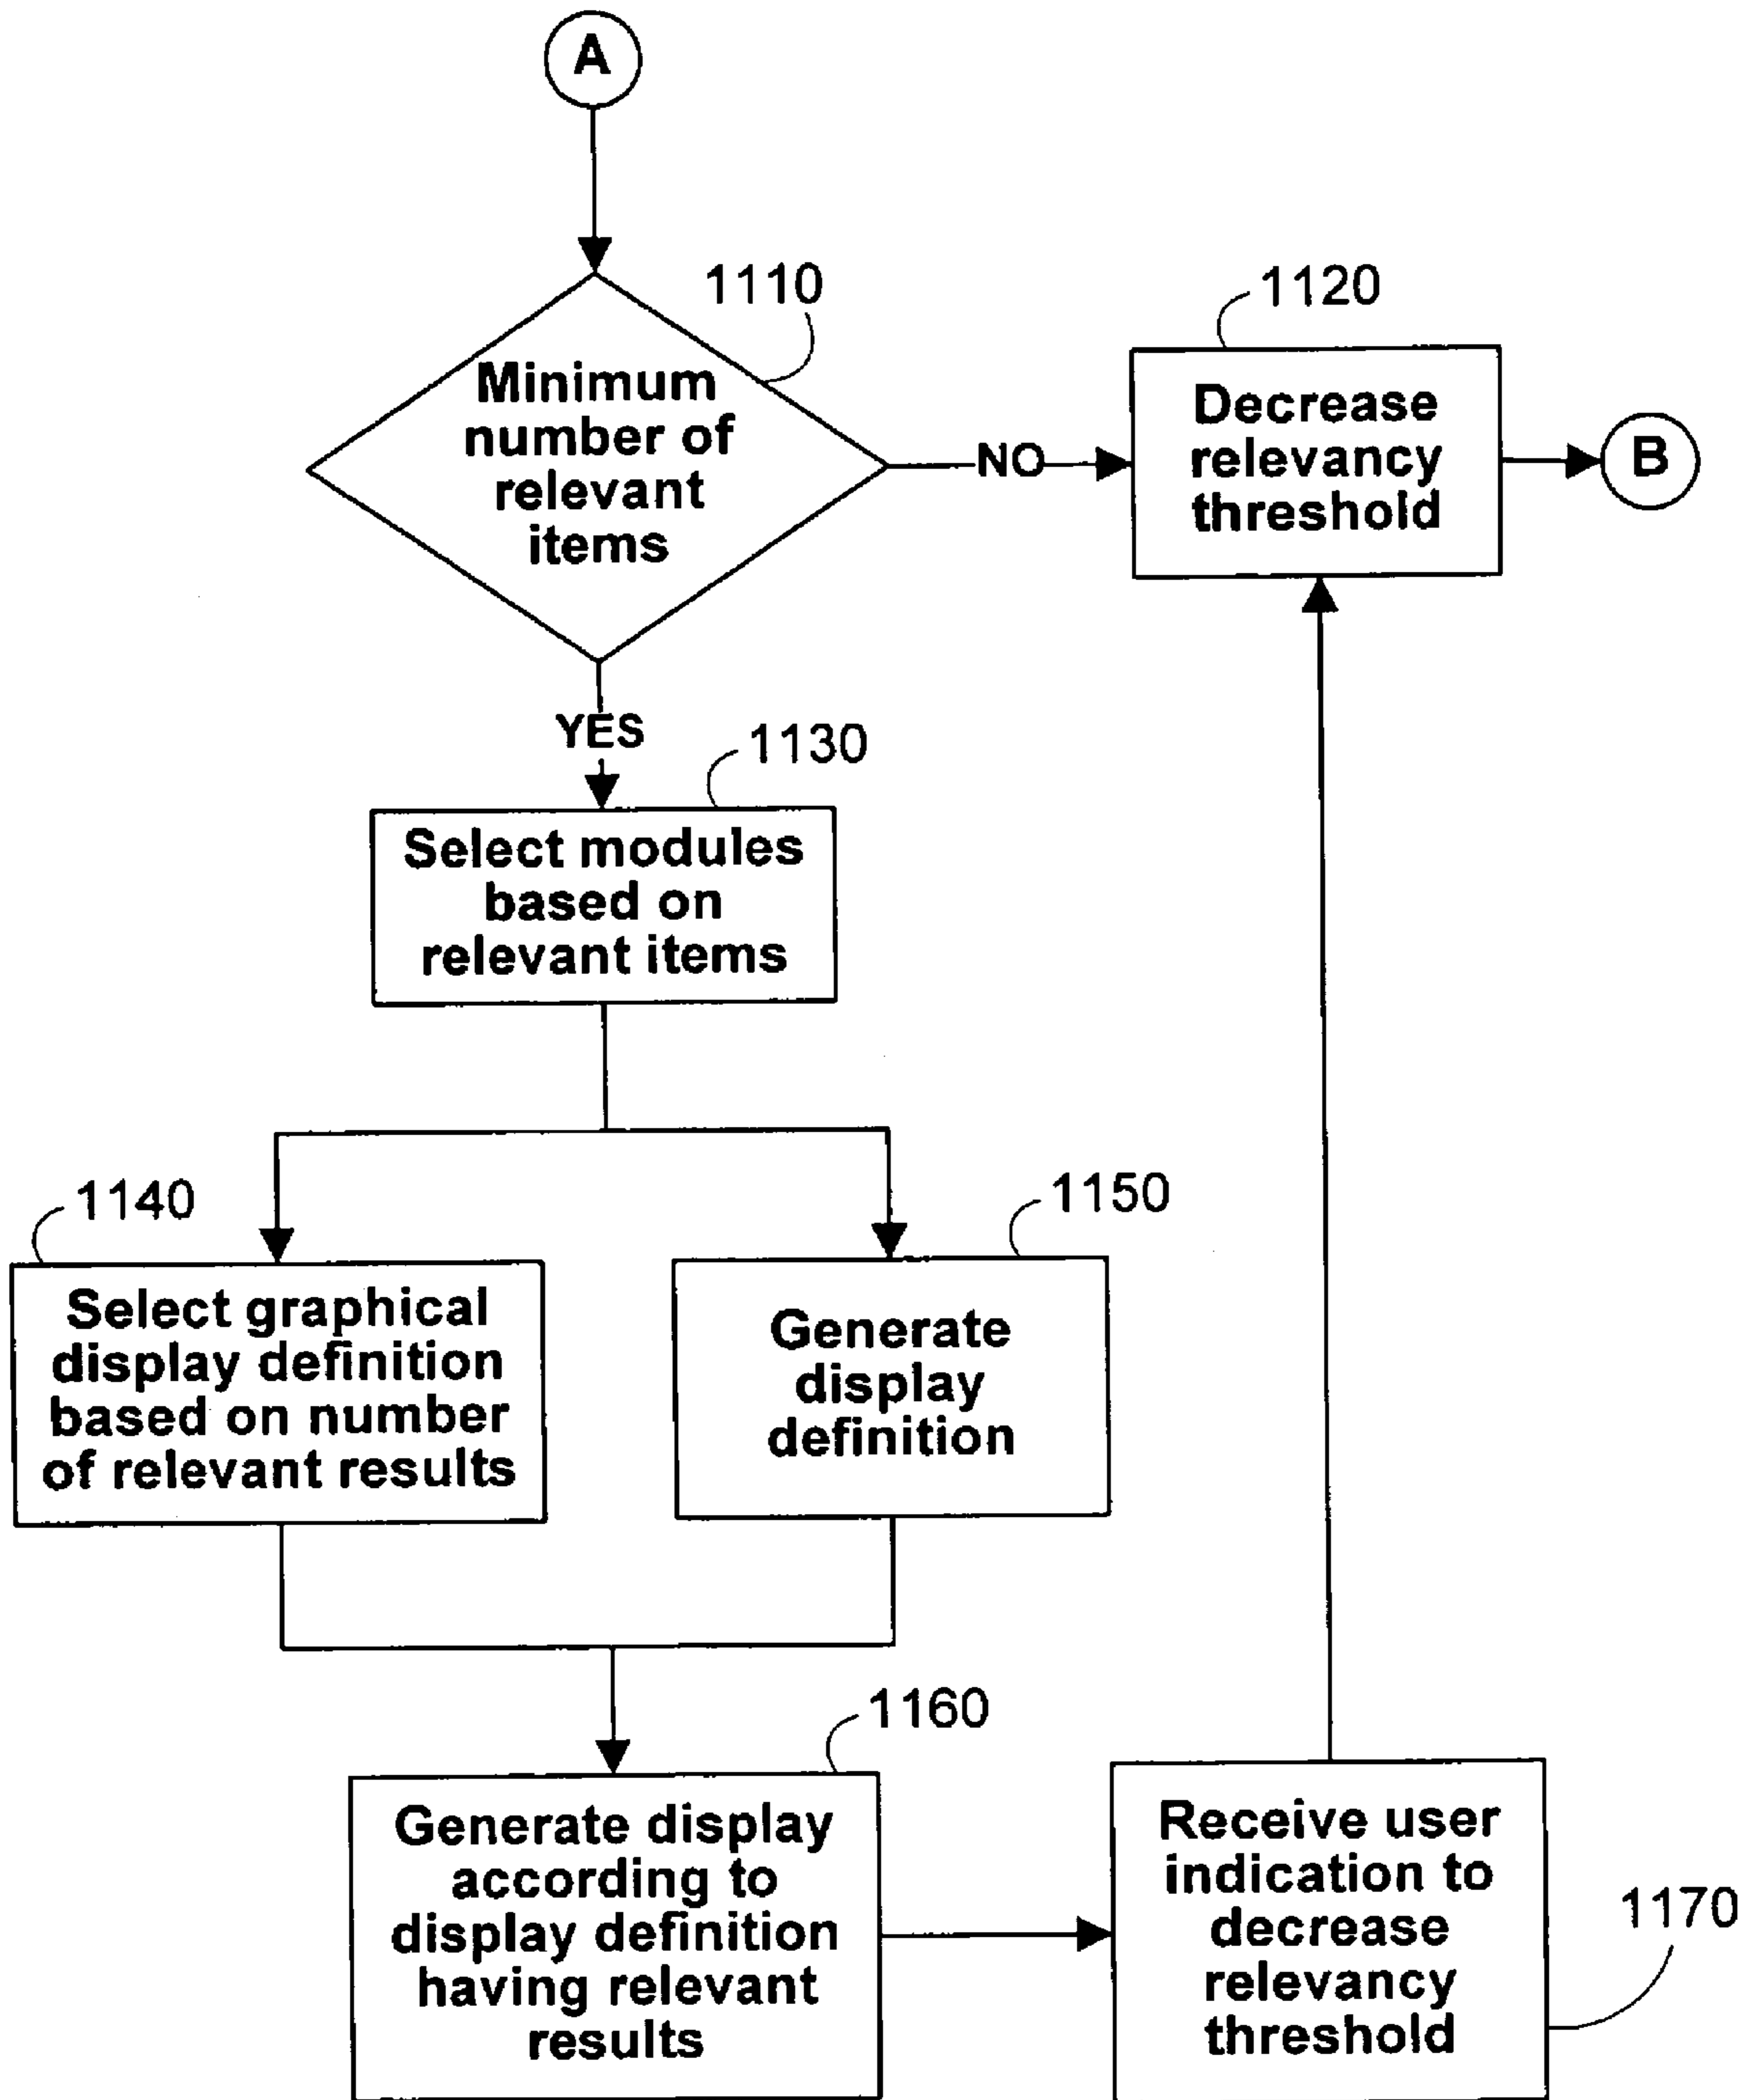 A
1110
Minimum
number of
relevant
items
NO
1120
Decrease
relevancy
threshold
B
YES
1130
Select modules
based on
relevant items
1140
Select graphical
display definition
based on number
of relevant results
1150
Generate
display
definition
1160
Generate display
according to
display definition
having relevant
results
Receive user
indication to
decrease
relevancy
threshold
1170